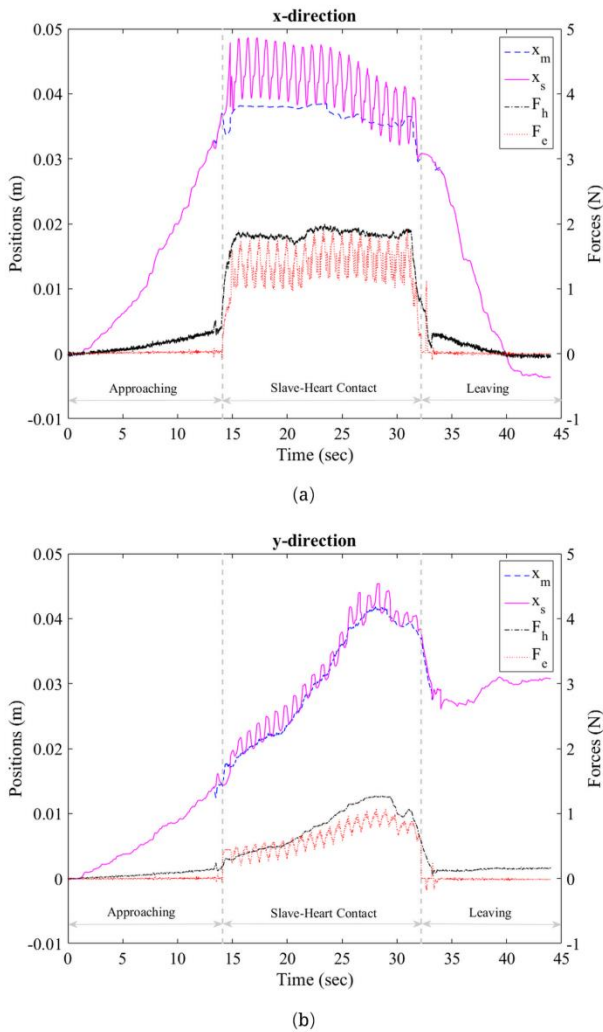 x-direction
0.05
0.04
0.03
0.02
0.01
0
-0.01
Positions (m)
5
4
3
2
1
0
-1
Forces (N)
x_m
x_s
F_h
F_e
Approaching
Slave-Heart Contact
Leaving
0 5 10 15 20 25 30 35 40 45
Time (sec)
(a)
y-direction
0.05
0.04
0.03
0.02
0.01
0
-0.01
Positions (m)
5
4
3
2
1
0
-1
Forces (N)
x_m
x_s
F_h
F_e
Approaching
Slave-Heart Contact
Leaving
0 5 10 15 20 25 30 35 40 45
Time (sec)
(b)